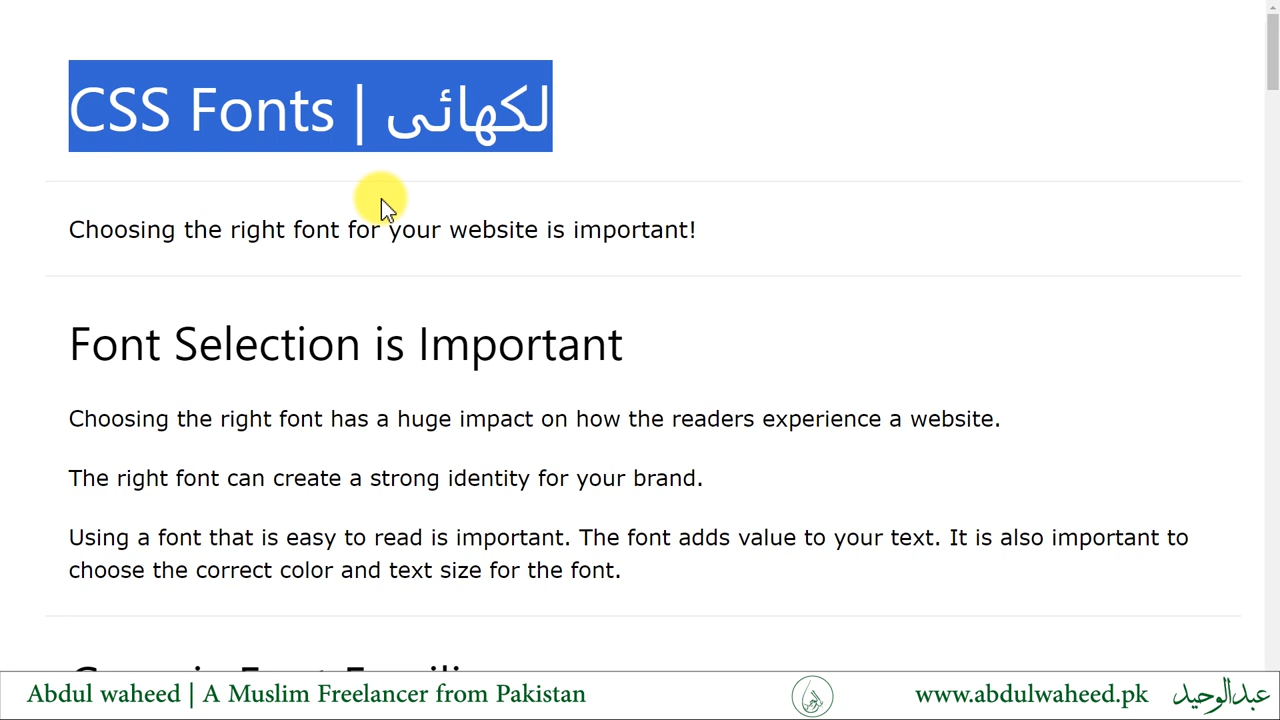 CSS Fonts | لکھائی
Choosing the right font for your website is important!
Font Selection is Important
Choosing the right font has a huge impact on how the readers experience a website.
The right font can create a strong identity for your brand.
Using a font that is easy to read is important. The font adds value to your text. It is also important to
choose the correct color and text size for the font.
Abdul waheed | A Muslim Freelancer from Pakistan
www.abdulwaheed.pk
عبدالوحید